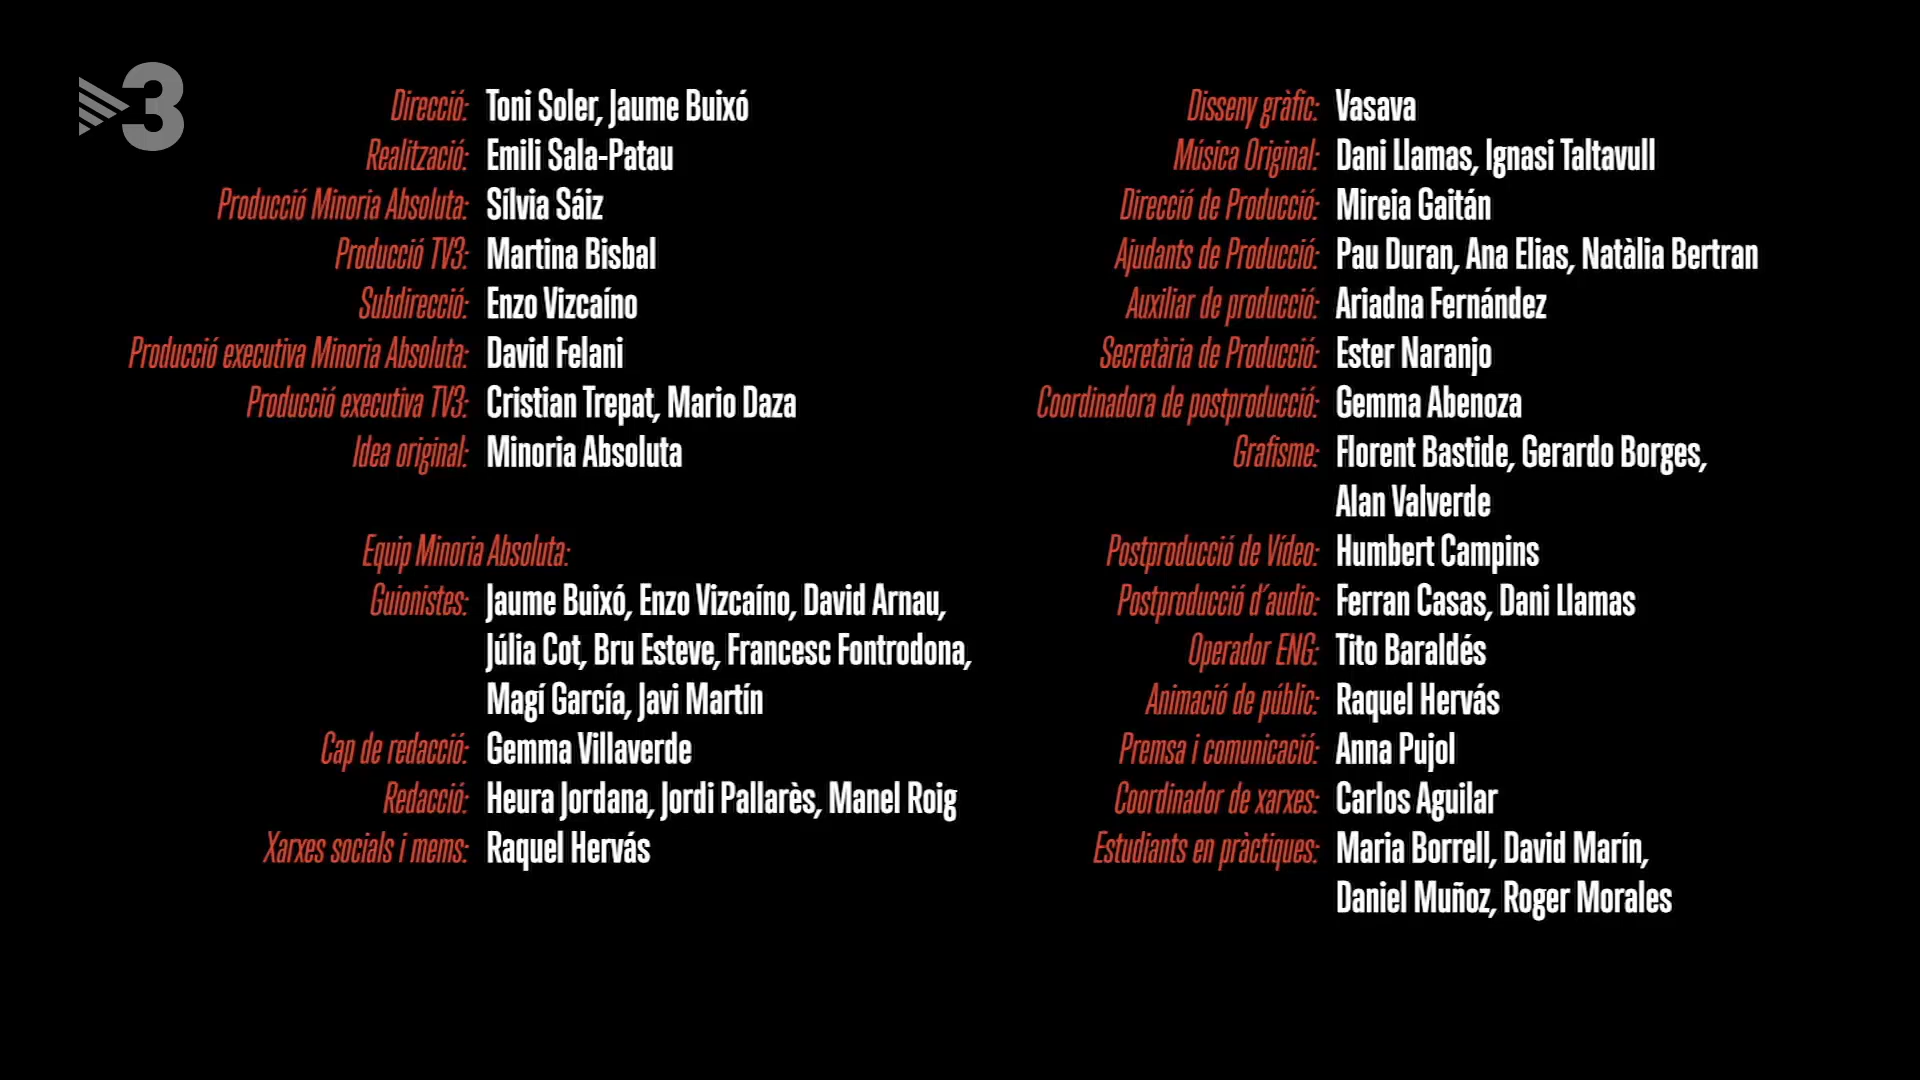 3
Direcció: Toni Soler, Jaume Buixó
Realització: Emili Sala-Patau
Producció Minoria Absoluta: Sílvia Sáiz
Producció TV3: Martina Bisbal
Subdirecció: Enzo Vizcaíno
Producció executiva Minoria Absoluta: David Felani
Producció executiva TV3: Cristian Trepat, Mario Daza
Idea original: Minoria Absoluta
Equip Minoria Absoluta:
Guionistes: Jaume Buixó, Enzo Vizcaíno, David Arnau,
Júlia Cot, Bru Esteve, Francesc Fontrodona,
Magí García, Javi Martín
Cap de redacció: Gemma Villaverde
Redacció: Heura Jordana, Jordi Pallarès, Manel Roig
Xarxes socials i mems: Raquel Hervás
Disseny gràfic: Vasava
Música Original: Dani Llamas, Ignasi Taltavull
Direcció de Producció: Mireia Gaitán
Ajudants de Producció: Pau Duran, Ana Elias, Natàlia Bertran
Auxiliar de producció: Ariadna Fernández
Secretària de Producció: Ester Naranjo
Coordinadora de postproducció: Gemma Abenoza
Grafisme: Florent Bastide, Gerardo Borges,
Alan Valverde
Postproducció de Vídeo: Humbert Campins
Postproducció d'audio: Ferran Casas, Dani Llamas
Operador ENG: Tito Baraldés
Animació de públic: Raquel Hervás
Premsa i comunicació: Anna Pujol
Coordinador de xarxes: Carlos Aguilar
Estudiants en pràctiques: Maria Borrell, David Marín,
Daniel Muñoz, Roger Morales